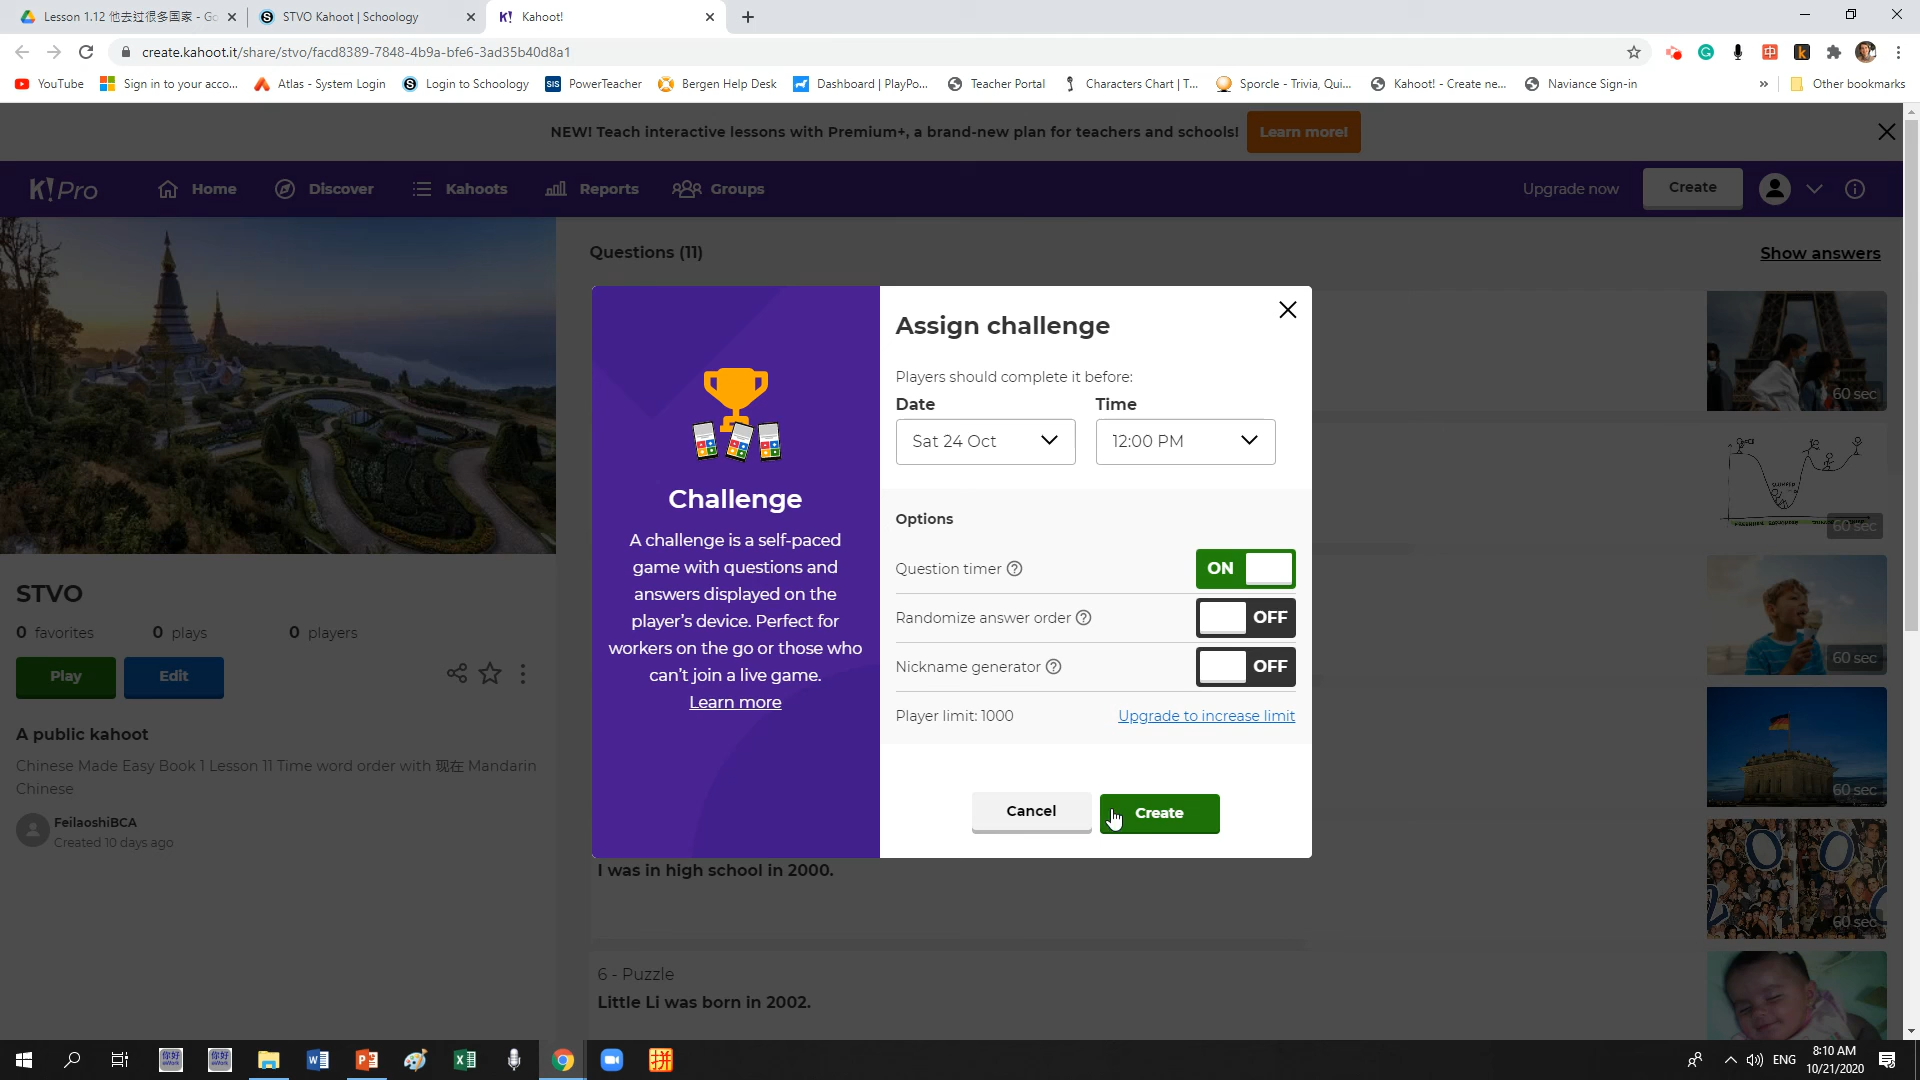 Lesson 1.12 他去过很多国家 - Go
STVO Kahoot | Schoology
K! Kahoot!
create.kahoot.it/share/stvo/facd8389-7848-4b9a-bfe6-3ad35b40d8a1
YouTube
Sign in to your acco...
Atlas - System Login
Login to Schoology
SIS PowerTeacher
Bergen Help Desk
Dashboard | PlayPo...
Teacher Portal
Characters Chart | T...
Sporcle - Trivia, Qui...
Kahoot! - Create ne...
Naviance Sign-in
»
Other bookmarks
NEW! Teach interactive lessons with Premium+, a brand-new plan for teachers and schools! Learn more!
K! Pro
Home
Discover
Kahoots
Reports
Groups
Upgrade now
Create
Questions (11)
Show answers
60 sec
60 sec
60 sec
60 sec
60 sec
STVO
0 favorites
0 plays
0 players
Play
Edit
A public kahoot
Chinese Made Easy Book 1 Lesson 11 Time word order with 现在 Mandarin
Chinese
FeilaoshiBCA
Created 10 days ago
Challenge
A challenge is a self-paced
game with questions and
answers displayed on the
player's device. Perfect for
workers on the go or those who
can't join a live game.
Learn more
Assign challenge
Players should complete it before:
Date
Time
Sat 24 Oct
12:00 PM
Options
Question timer
ON
Randomize answer order
OFF
Nickname generator
OFF
Player limit: 1000
Upgrade to increase limit
Cancel
Create
I was in high school in 2000.
6 - Puzzle
Little Li was born in 2002.
你好
你好
拼
ENG
8:10 AM
10/21/2020